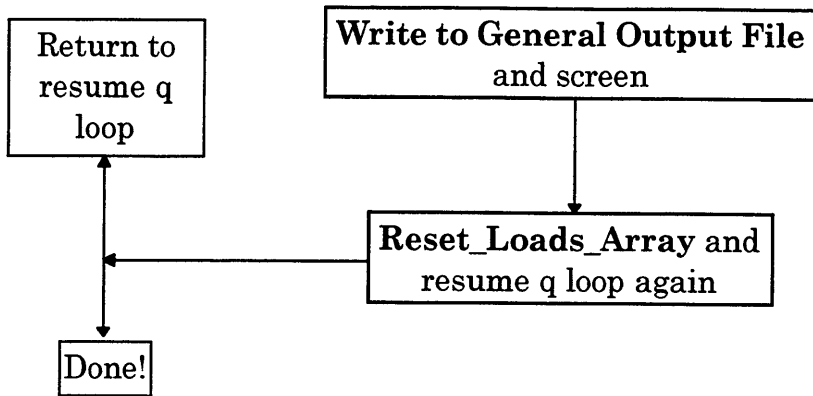 Return to
resume q
loop
Write to General Output File
and screen
Reset_Loads_Array and
resume q loop again
Done!